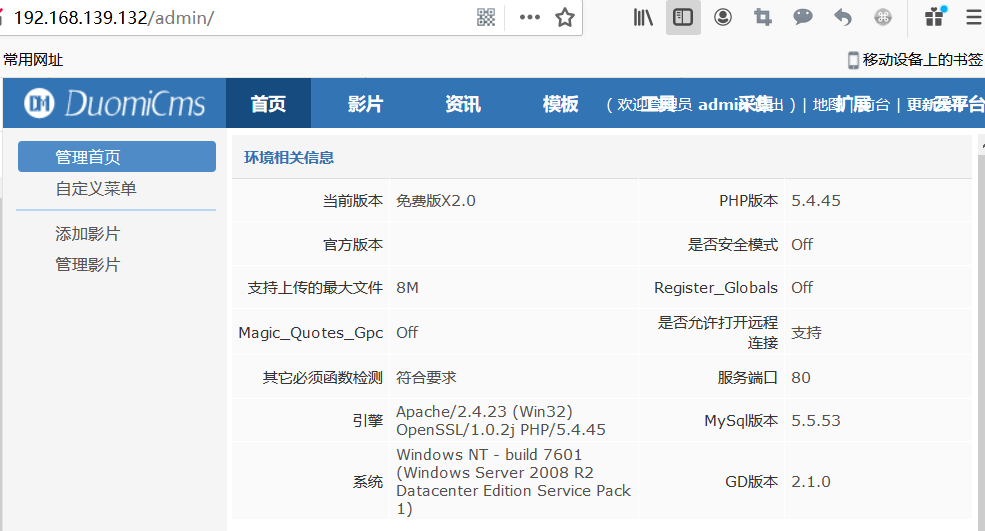 192.168.139.132/admin/
常用网址
移动设备上的书签
DM DuomiCms 首页 影片 资讯 模板 工具 采集 扩展 云平台
( 欢迎管理员 admin 退出 ) | 地图 | 前台 |
管理首页
自定义菜单
添加影片
管理影片
环境相关信息
当前版本 免费版X2.0 PHP版本 5.4.45
官方版本 是否安全模式 Off
支持上传的最大文件 8M Register_Globals Off
Magic_Quotes_Gpc Off 是否允许打开远程
连接 支持
其它必须函数检测 符合要求 服务端口 80
引擎 Apache/2.4.23 (Win32)
OpenSSL/1.0.2j PHP/5.4.45 MySql版本 5.5.53
系统 Windows NT - build 7601
(Windows Server 2008 R2
Datacenter Edition Service Pack
1) GD版本 2.1.0